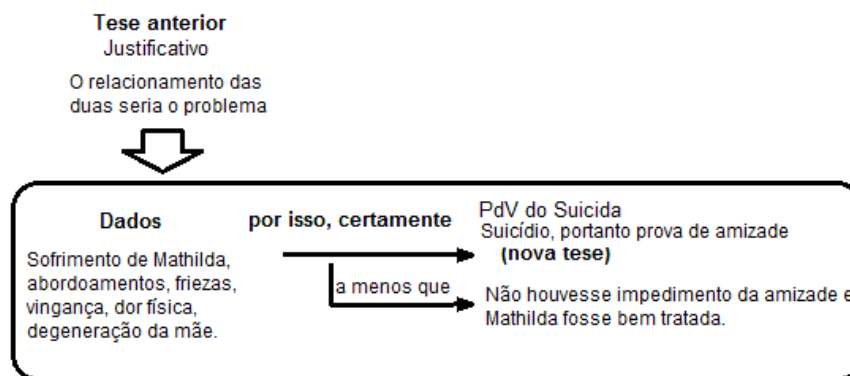 Tese anterior
Justificativo
O relacionamento das
duas seria o problema
Dados
Sofrimento de Mathilda,
abordoamentos, friezas,
vingança, dor física,
degeneração da mãe.
por isso, certamente
a menos que
PdV do Suicida
Suicídio, portanto prova de amizade
(nova tese)
Não houvesse impedimento da amizade e
Mathilda fosse bem tratada.